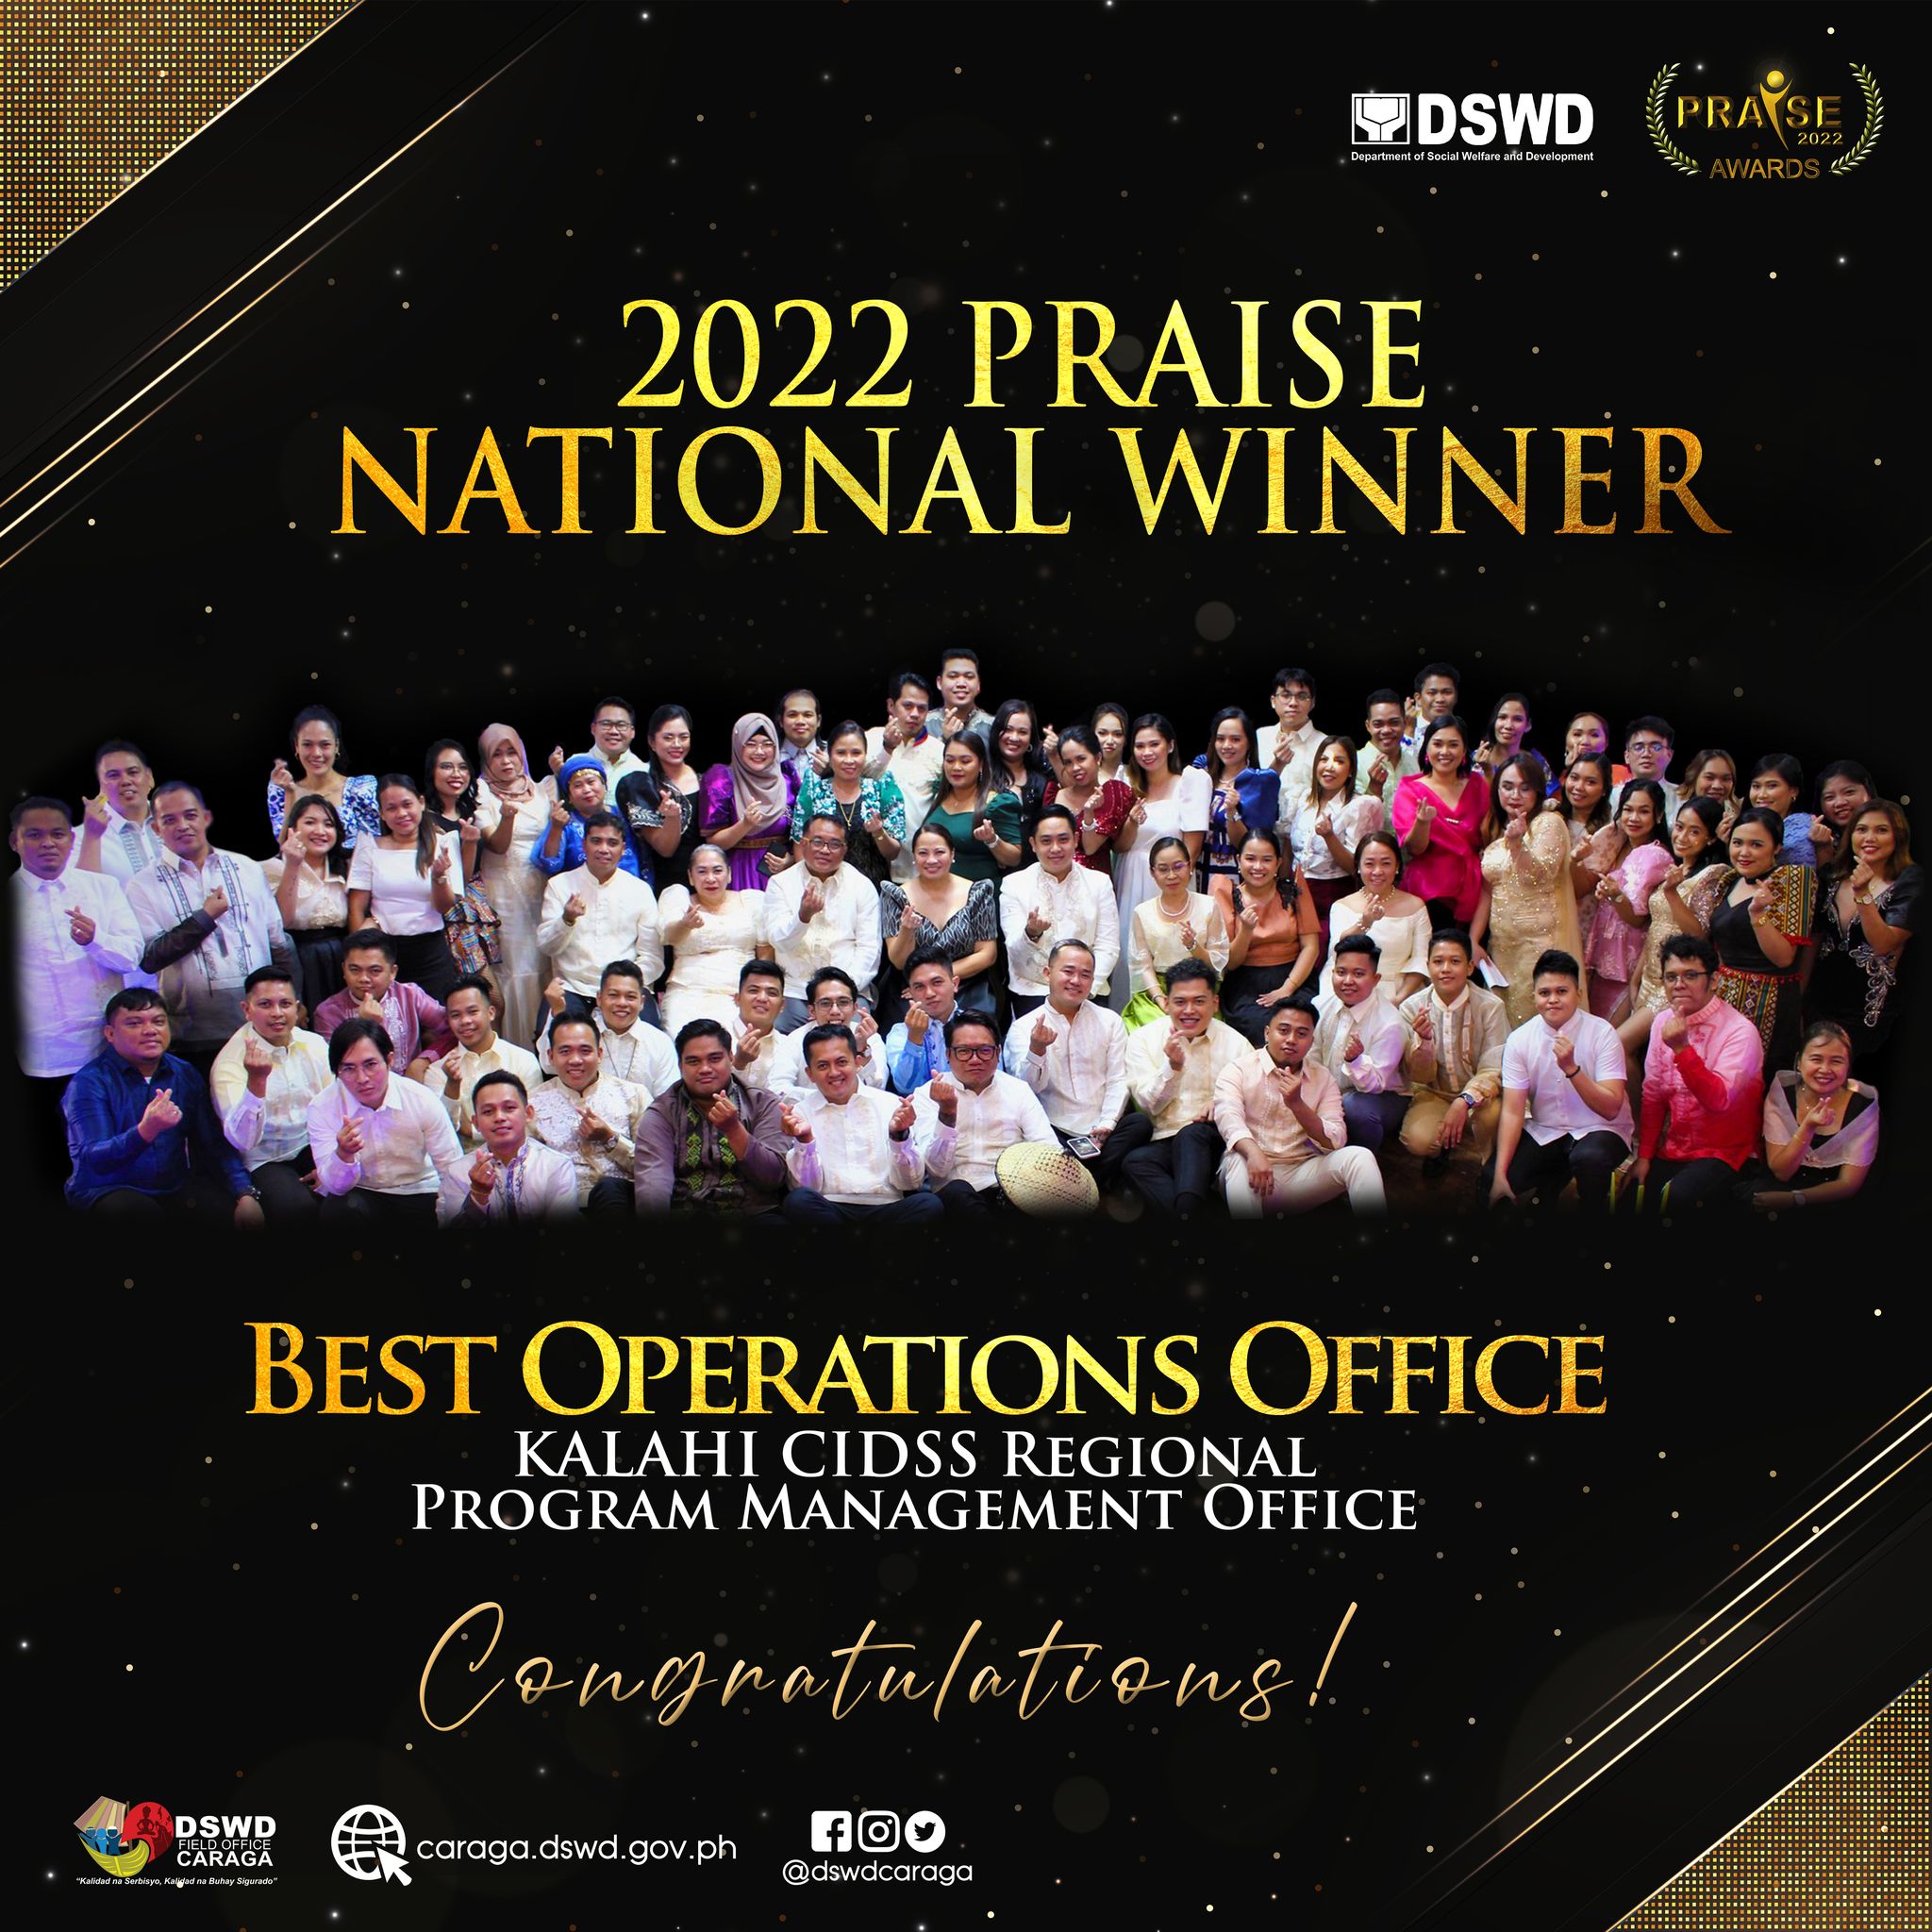 DSWD
Department of Social Welfare and Development
PRAISE
2022
AWARDS
2022 PRAISE
NATIONAL WINNER
BEST OPERATIONS OFFICE
KALAHI CIDSS REGIONAL
PROGRAM MANAGEMENT OFFICE
Congratulations!
DSWD
FIELD OFFICE
CARAGA
"Kalidad na Serbisyo, Kalidad na Buhay Sigurado"
caraga.dswd.gov.ph
@dswdcaraga